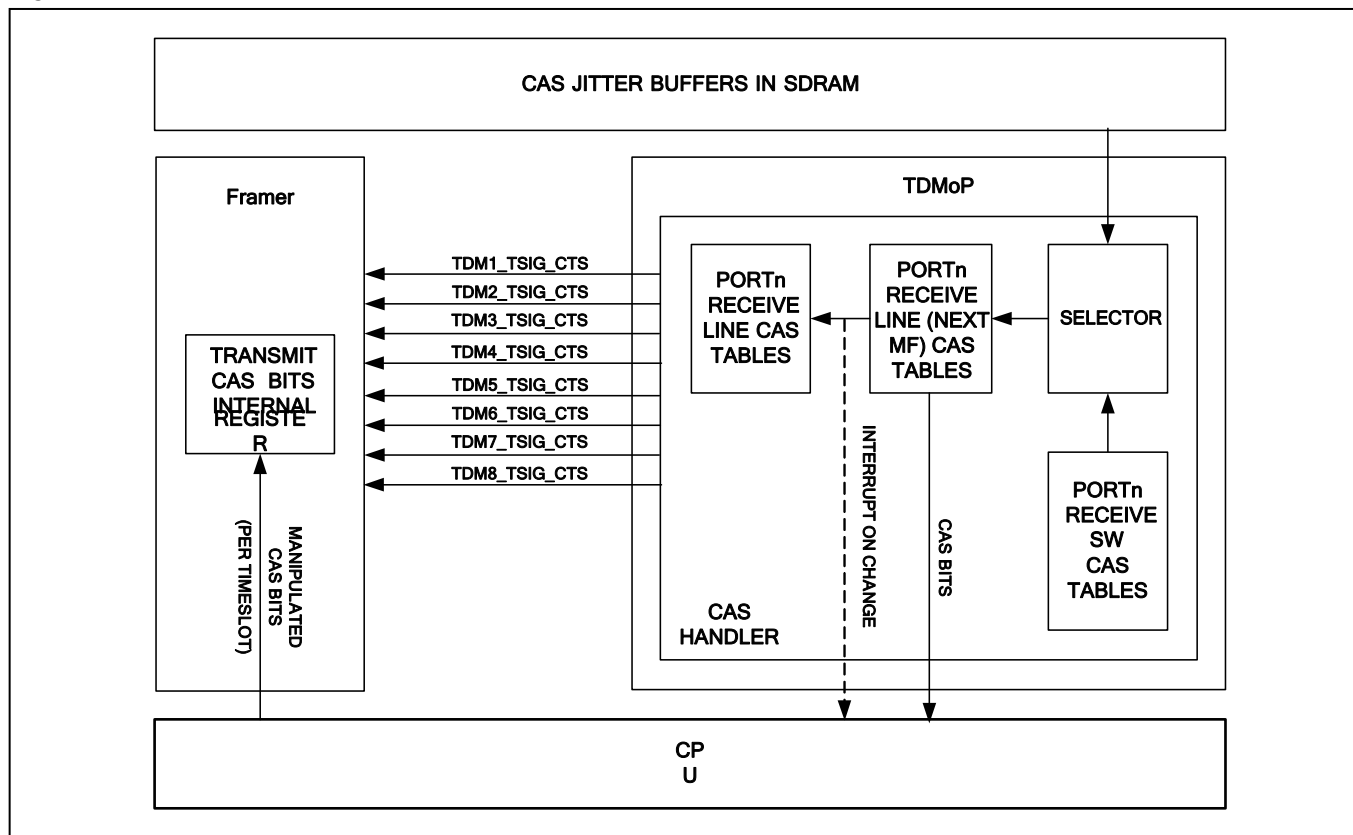 CAS JITTER BUFFERS IN SDRAM
Framer
TDMoP
TDM1_TSIG_CTS
TDM2_TSIG_CTS
TDM3_TSIG_CTS
TDM4_TSIG_CTS
TDM5_TSIG_CTS
TDM6_TSIG_CTS
TDM7_TSIG_CTS
TDM8_TSIG_CTS
PORTn
RECEIVE
LINE CAS
TABLES
PORTn
RECEIVE
LINE (NEXT
MF) CAS
TABLES
SELECTOR
TRANSMIT
CAS BITS
INTERNAL
REGISTE
R
PORTn
RECEIVE
SW
CAS
TABLES
INTERRUPT ON CHANGE
CAS BITS
MANIPULATED
CAS BITS
(PER TIMESLOT)
CAS
HANDLER
CP
U